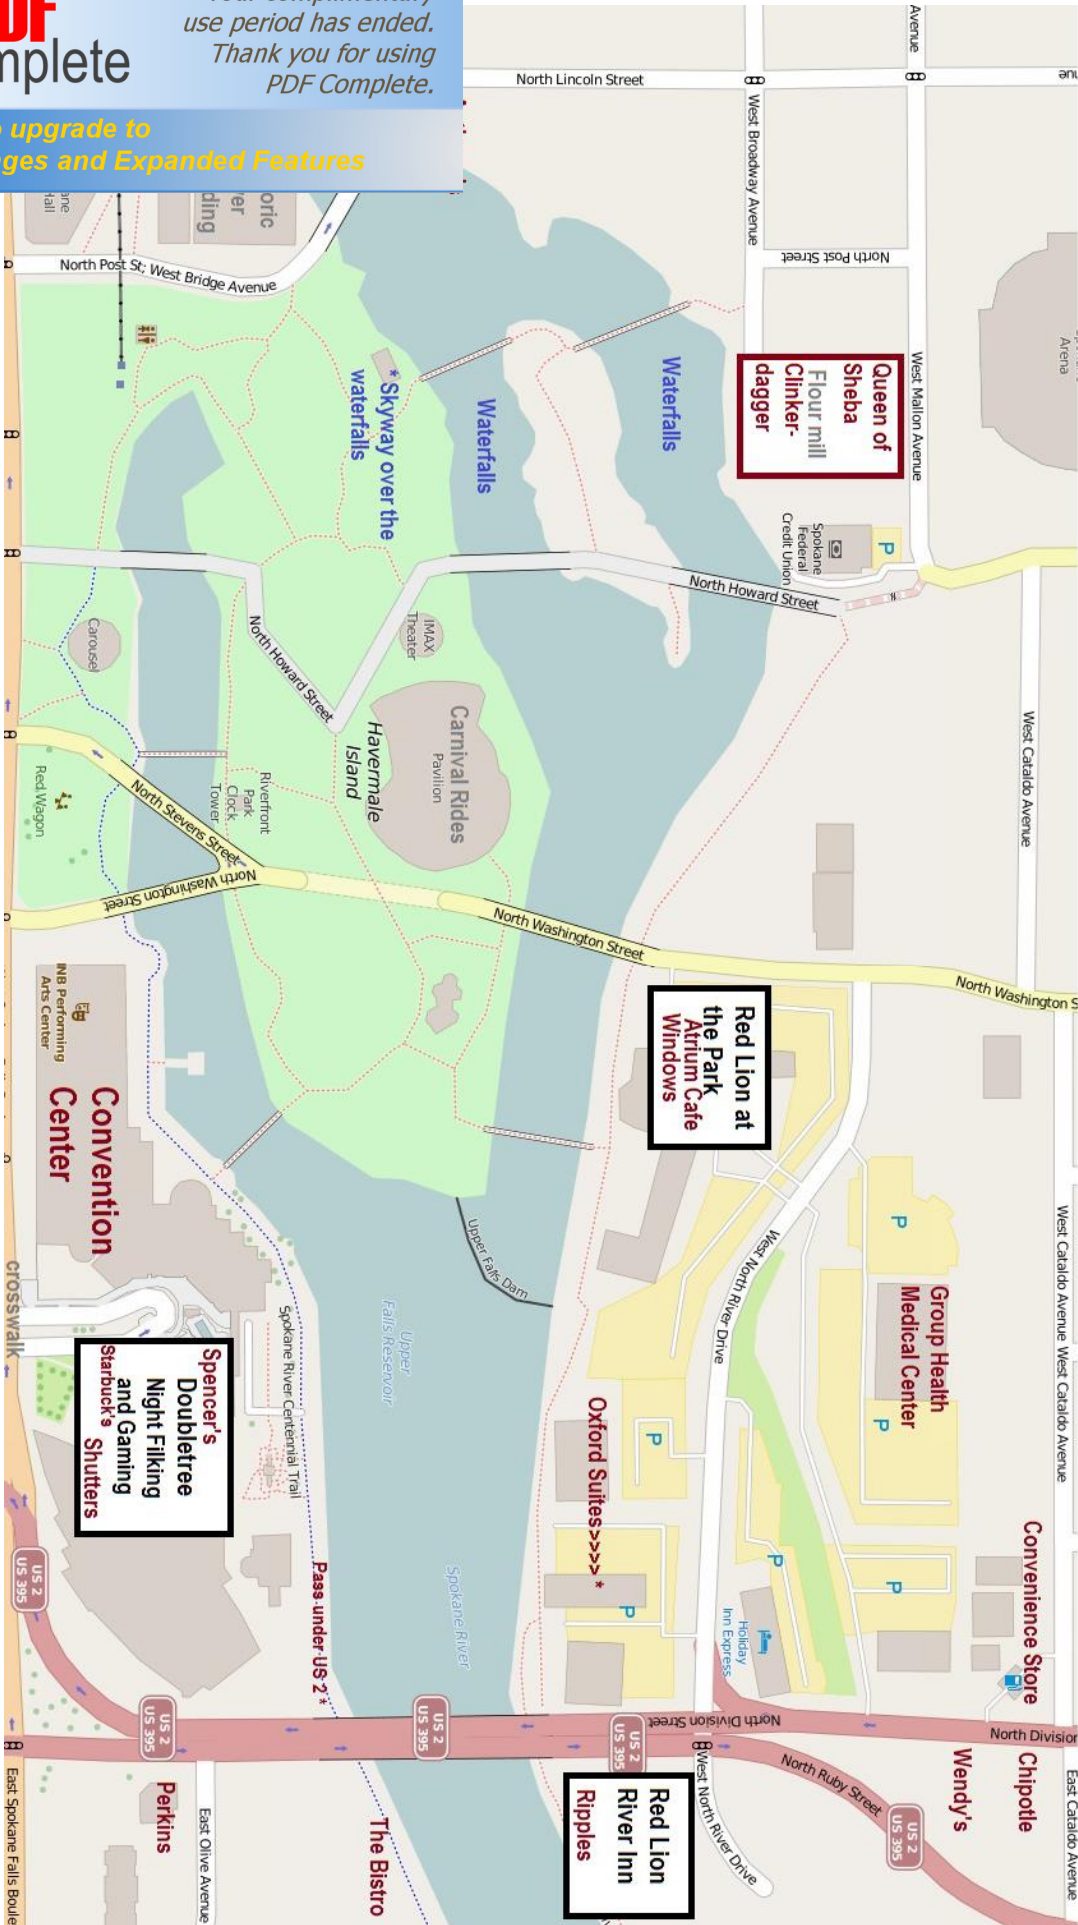 DF
mplete
Your complimentary
use period has ended.
Thank you for using
PDF Complete.
upgrade to
ges and Expanded Features
North Lincoln Street
Avenue
West Broadway Avenue
North Post Street
West Mallon Avenue
Arena
oric
er
ding
ane
Hall
North Post St; West Bridge Avenue
Queen of
Sheba
Flour mill
Clinker-
dagger
Waterfalls
Waterfalls
* Skyway over the
waterfalls
Spokane
Federal
Credit Union
P
North Howard Street
IMAX
Theater
North Howard Street
Carousel
Carnival Rides
Pavilion
Havermale
Island
West Cataldo Avenue
Riverfront
Park
Clock
Tower
Red Wagon
North Stevens Street
North Washington Street
North Washington Street
North Washington S
INB Performing
Arts Center
Convention
Center
Red Lion at
the Park
Atrium Cafe
Windows
P
West North River Drive
Upper Falls Dam
Upper
Falls Reservoir
Group Health
Medical Center
P
West Cataldo Avenue West Cataldo Avenue
crosswalk
Spokane River Centennial Trail
Spencer's
Doubletree
Night Filking
and Gaming
Starbuck's Shutters
Oxford Suites>>>> *
P
P
P
P
Holiday
Inn Express
Convenience Store
Spokane River
Pass under US 2 *
US 2
US 395
US 2
US 395
US 2
US 395
US 2
US 395
US 2
US 395
North Division Street
North Division
North Ruby Street
West North River Drive
Wendy's
Chipotle
East Cataldo Avenue
Red Lion
River Inn
Ripples
Perkins
East Olive Avenue
The Bistro
East Spokane Falls Boule